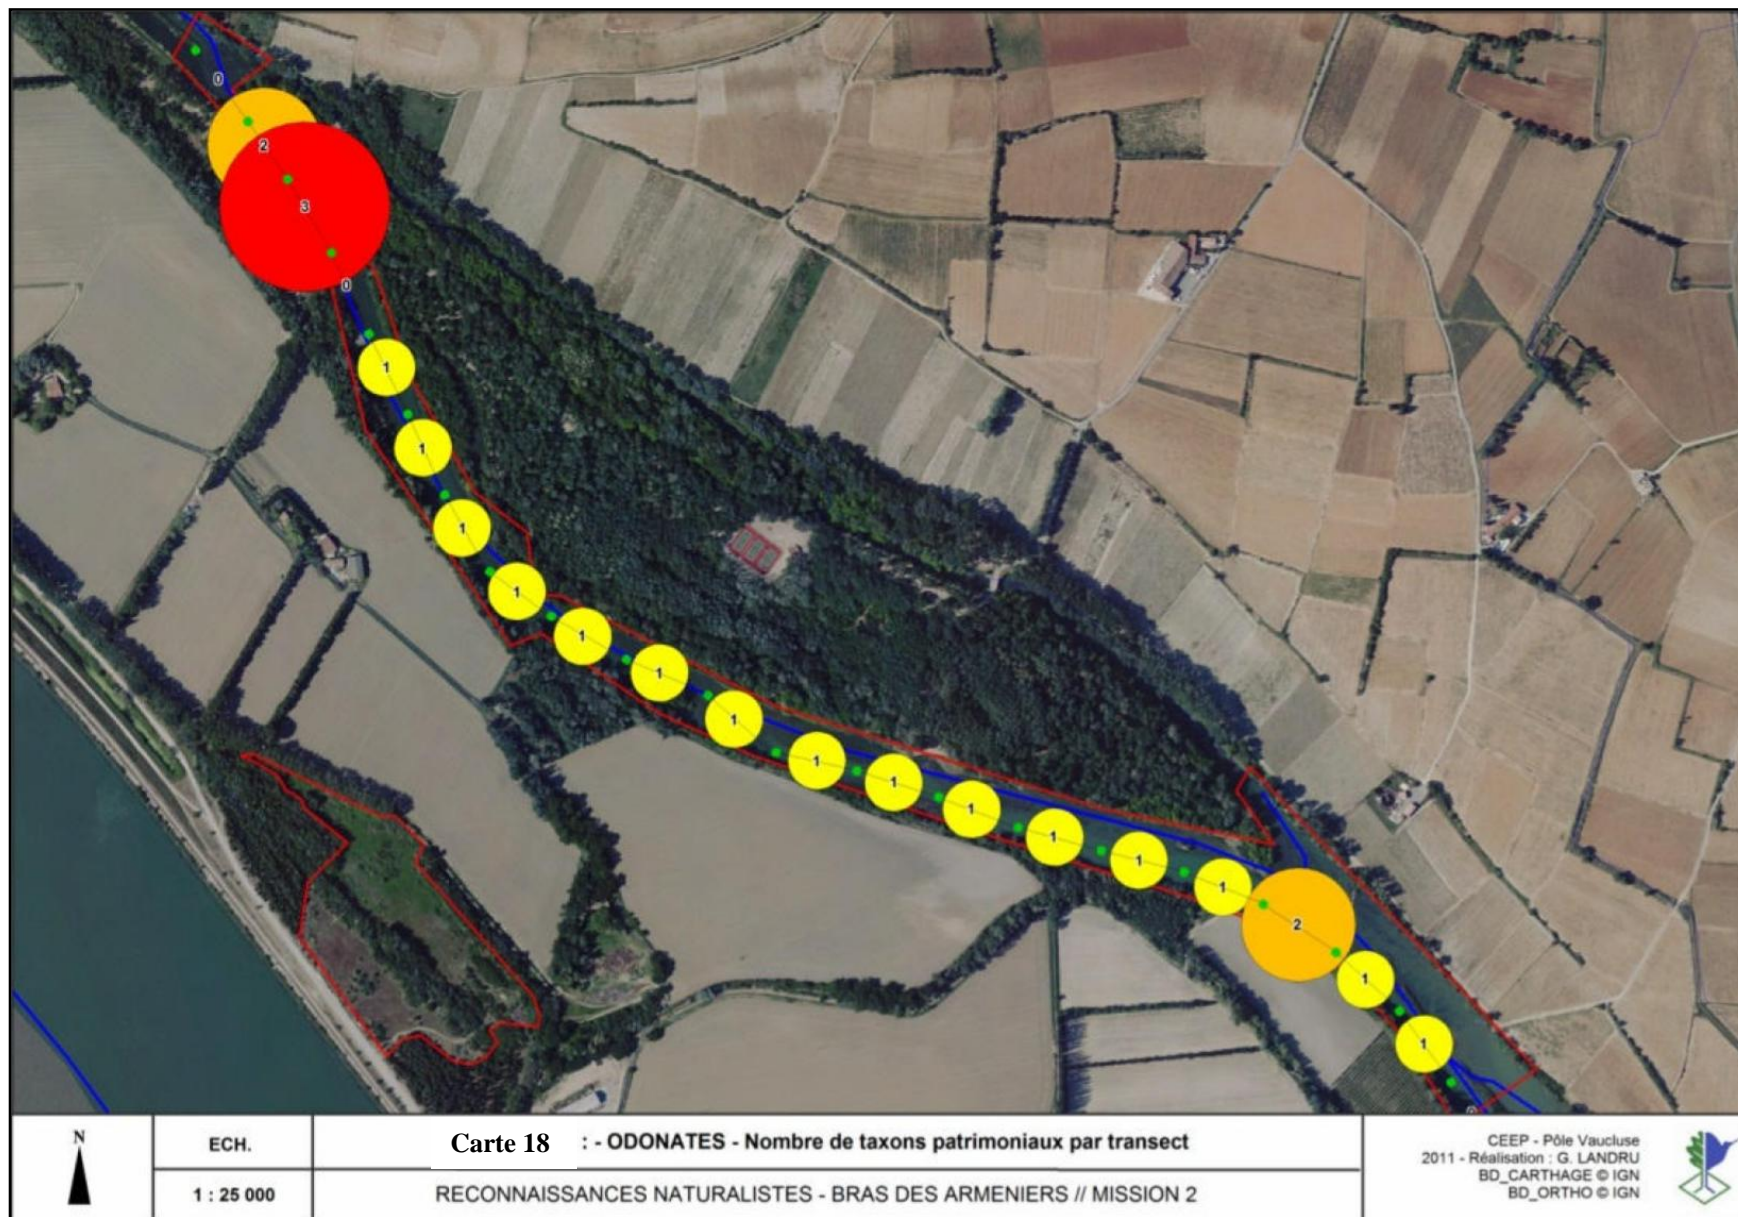 0
2
3
0
1
1
1
1
1
1
1
1
1
1
1
1
1
2
1
1
N
ECH.
1 : 25 000
Carte 18 : - ODONATES - Nombre de taxons patrimoniaux par transect
RECONNAISSANCES NATURALISTES - BRAS DES ARMENIERS // MISSION 2
CEEP - Pôle Vaucluse
2011 - Réalisation : G. LANDRU
BD_CARTHAGE © IGN
BD_ORTHO © IGN